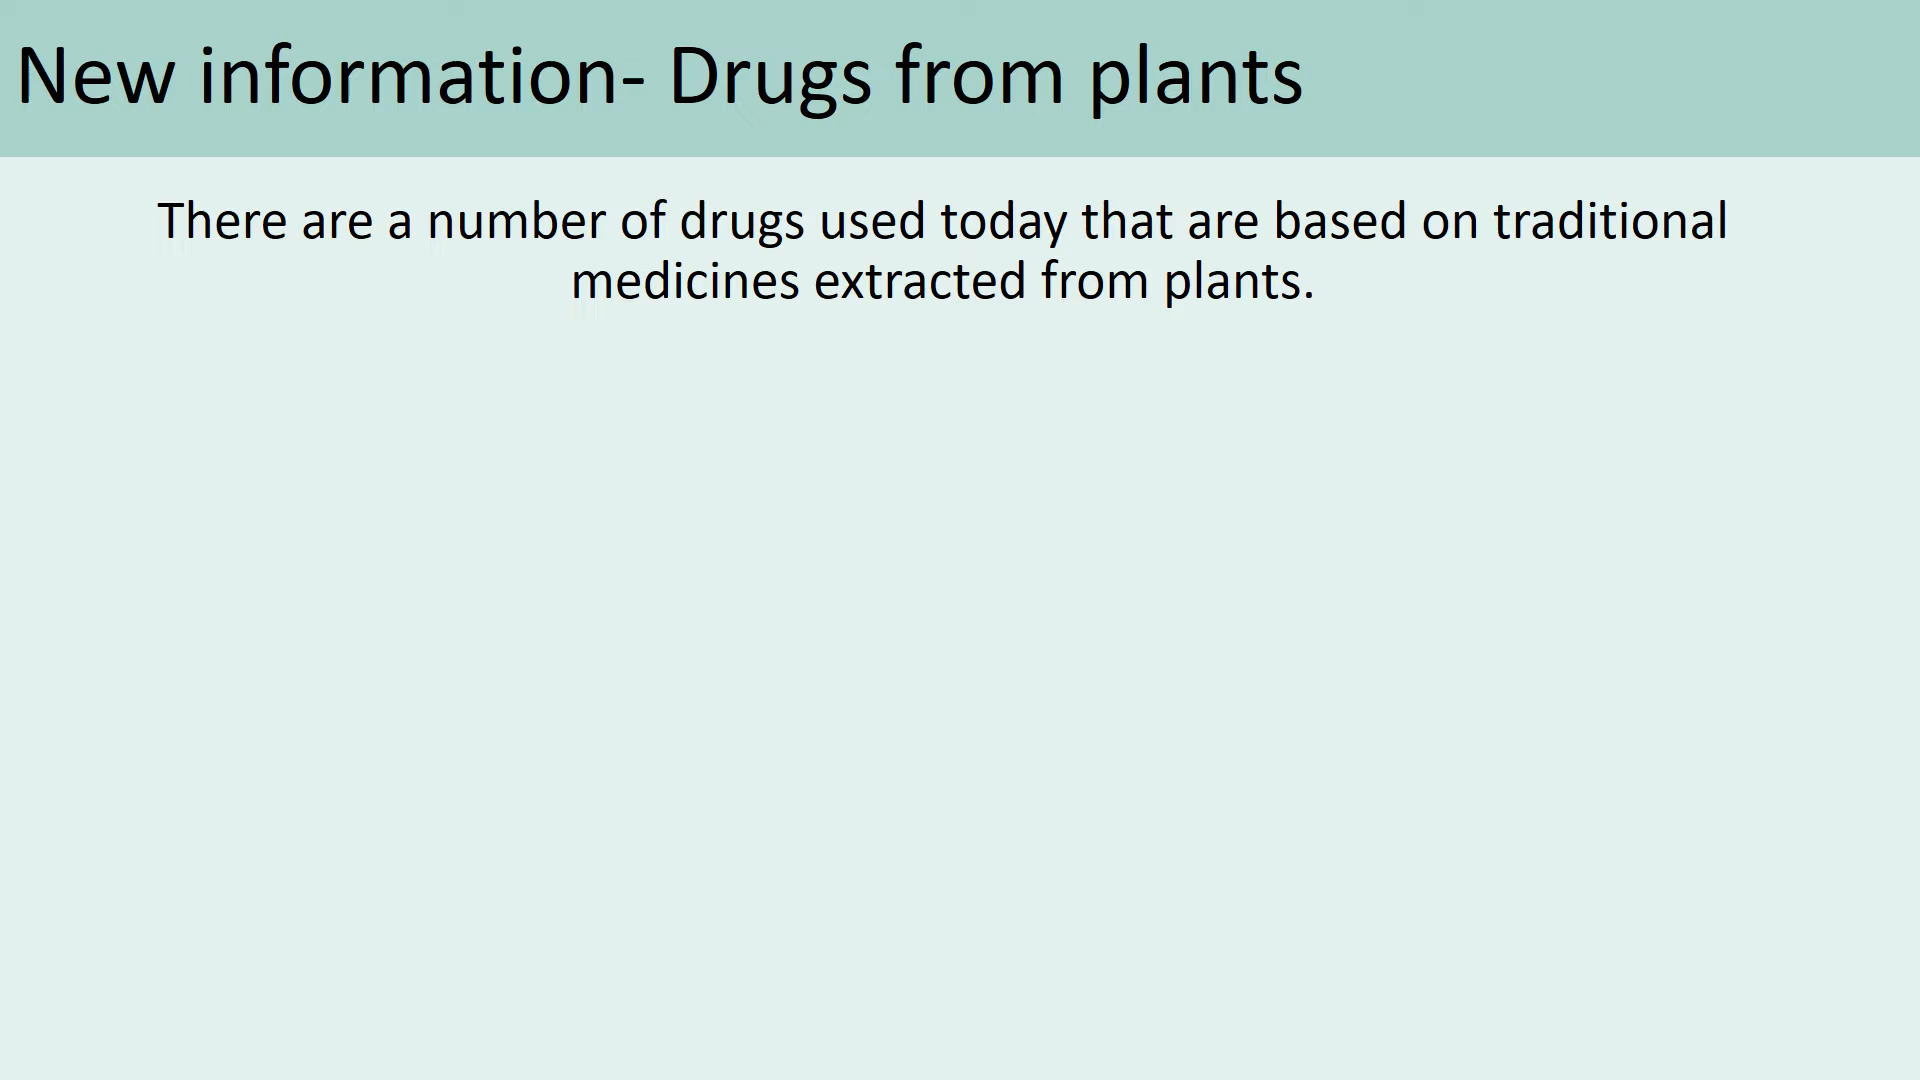 New information- Drugs from plants
There are a number of drugs used today that are based on traditional
medicines extracted from plants.